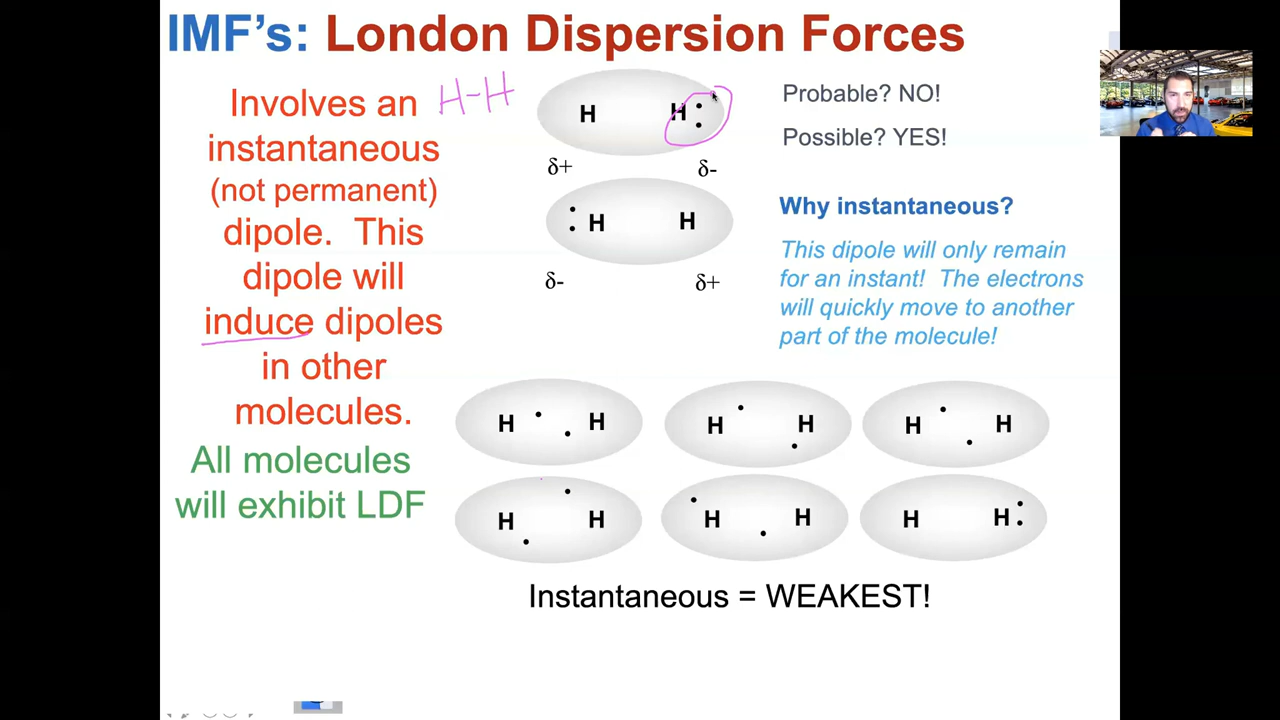 IMF’s: London Dispersion Forces
Involves an
instantaneous
(not permanent)
dipole. This
dipole will
induce dipoles
in other
molecules.
All molecules
will exhibit LDF
H-H
H H :
δ+ δ-
: H H
δ- δ+
Probable? NO!
Possible? YES!
Why instantaneous?
This dipole will only remain
for an instant! The electrons
will quickly move to another
part of the molecule!
H H H H H H
H H H H H H :
Instantaneous = WEAKEST!